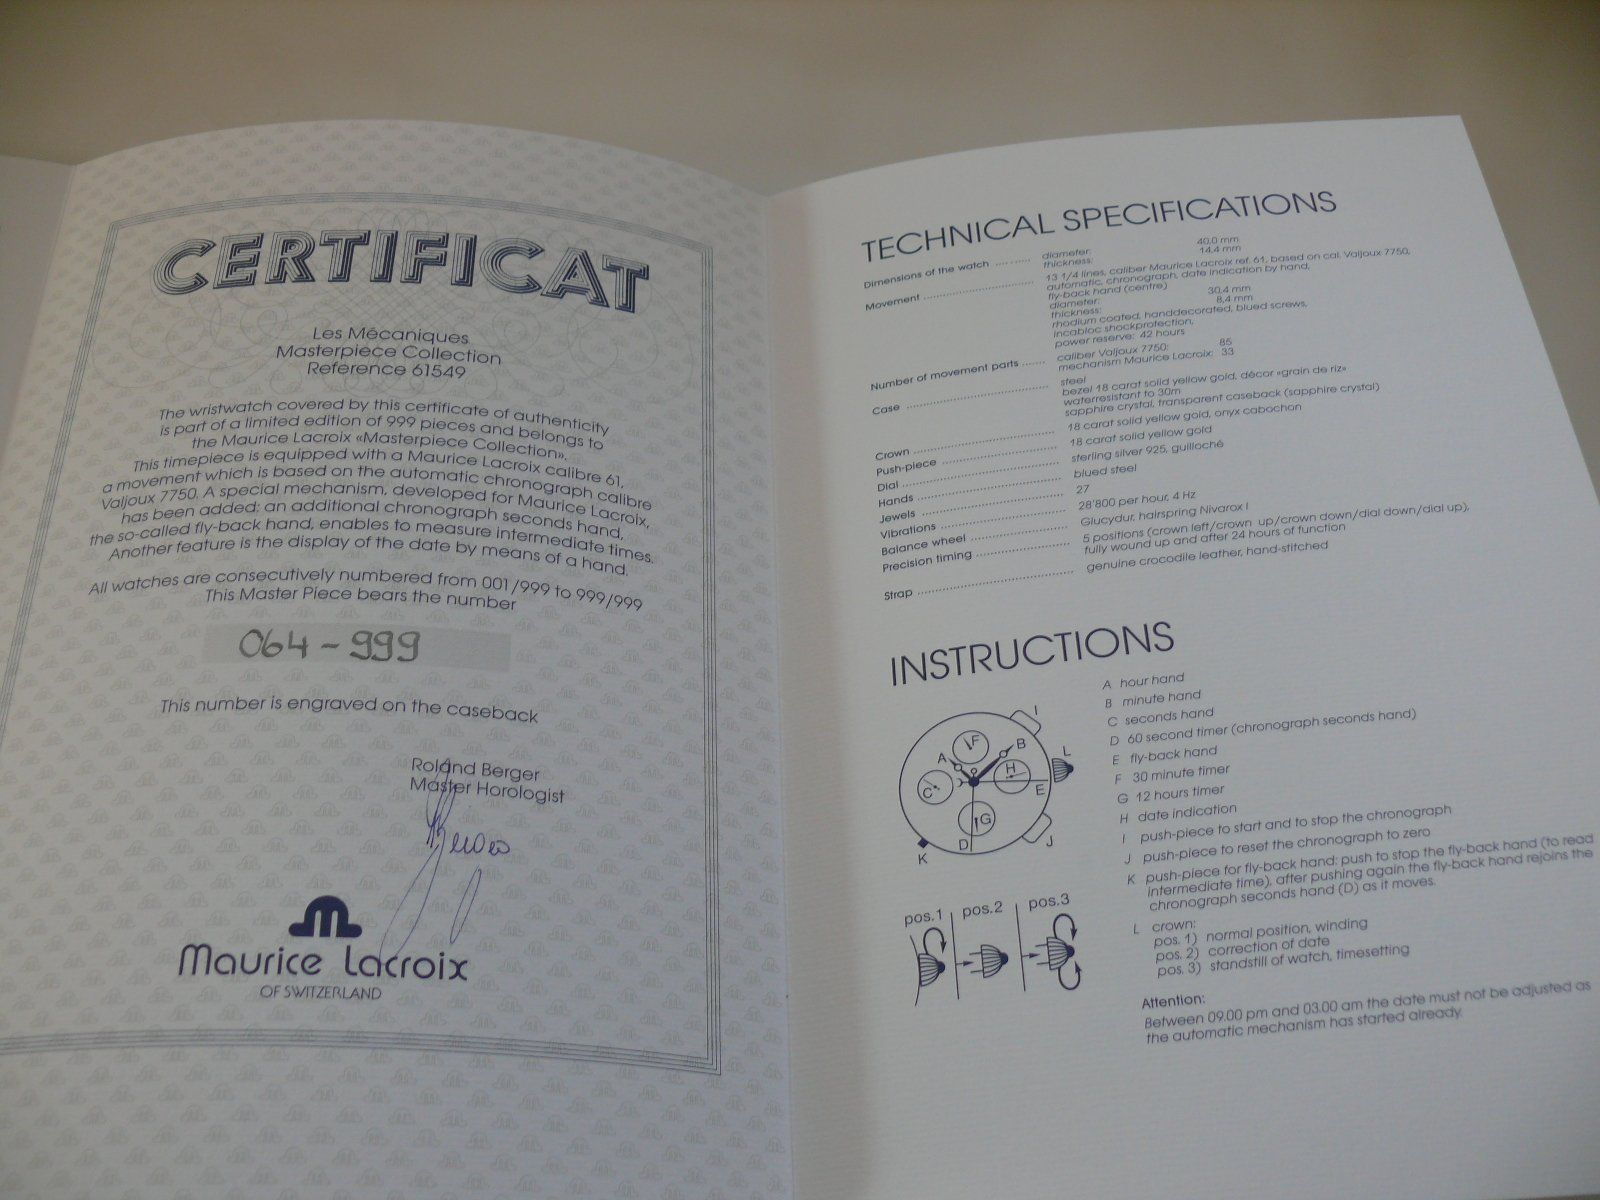 CERTIFICAT
Les Mécaniques
Masterpiece Collection
Reference 61549
The wristwatch covered by this certificate of authenticity
is part of a limited edition of 999 pieces and belongs to
the Maurice Lacroix «Masterpiece Collection».
This timepiece is equipped with a Maurice Lacroix calibre 61,
a movement which is based on the automatic chronograph calibre
Valjoux 7750. A special mechanism, developed for Maurice Lacroix,
has been added: an additional chronograph seconds hand,
the so-called fly-back hand, enables to measure intermediate times.
Another feature is the display of the date by means of a hand.
All watches are consecutively numbered from 001/999 to 999/999
This Master Piece bears the number
064-999
This number is engraved on the caseback
Roland Berger
Master Horologist
Maurice Lacroix
OF SWITZERLAND
TECHNICAL SPECIFICATIONS
Dimensions of the watch ......... diameter: 40.0 mm
thickness: 14.4 mm
Movement ........................... 13 1/4 lines, caliber Maurice Lacroix ref. 61, based on cal. Valjoux 7750,
automatic, chronograph, date indication by hand,
fly-back hand (centre)
diameter: 30.4 mm
thickness: 8,4 mm
rhodium coated, handdecorated, blued screws,
incabloc shockprotection,
power reserve: 42 hours
Number of movement parts ...... caliber Valjoux 7750: 85
mechanism Maurice Lacroix: 33
Case ................................... steel
bezel 18 carat solid yellow gold, décor «grain de riz»
waterresistant to 30m
sapphire crystal, transparent caseback (sapphire crystal)
Crown ................................... 18 carat solid yellow gold, onyx cabochon
Push-piece ............................ 18 carat solid yellow gold
Dial ...................................... sterling silver 925, guilloché
Hands ................................... blued steel
Jewels ................................... 27
Vibrations .............................. 28'800 per hour, 4 Hz
Balance wheel ....................... Glucydur, hairspring Nivarox I
Precision timing ...................... 5 positions (crown left/crown up/crown down/dial down/dial up),
fully wound up and after 24 hours of function
Strap ..................................... genuine crocodile leather, hand-stitched
INSTRUCTIONS
A hour hand
B minute hand
C seconds hand
D 60 second timer (chronograph seconds hand)
E fly-back hand
F 30 minute timer
G 12 hours timer
H date indication
I push-piece to start and to stop the chronograph
J push-piece to reset the chronograph to zero
K push-piece for fly-back hand: push to stop the fly-back hand (to read
intermediate time), after pushing again the fly-back hand rejoins the
chronograph seconds hand (D) as it moves.
L crown:
pos. 1) normal position, winding
pos. 2) correction of date
pos. 3) standstill of watch, timesetting
Attention:
Between 09.00 pm and 03.00 am the date must not be adjusted as
the automatic mechanism has started already.
I
F
B
A
L
H
C
E
G
D
J
K
pos.1 pos.2 pos.3